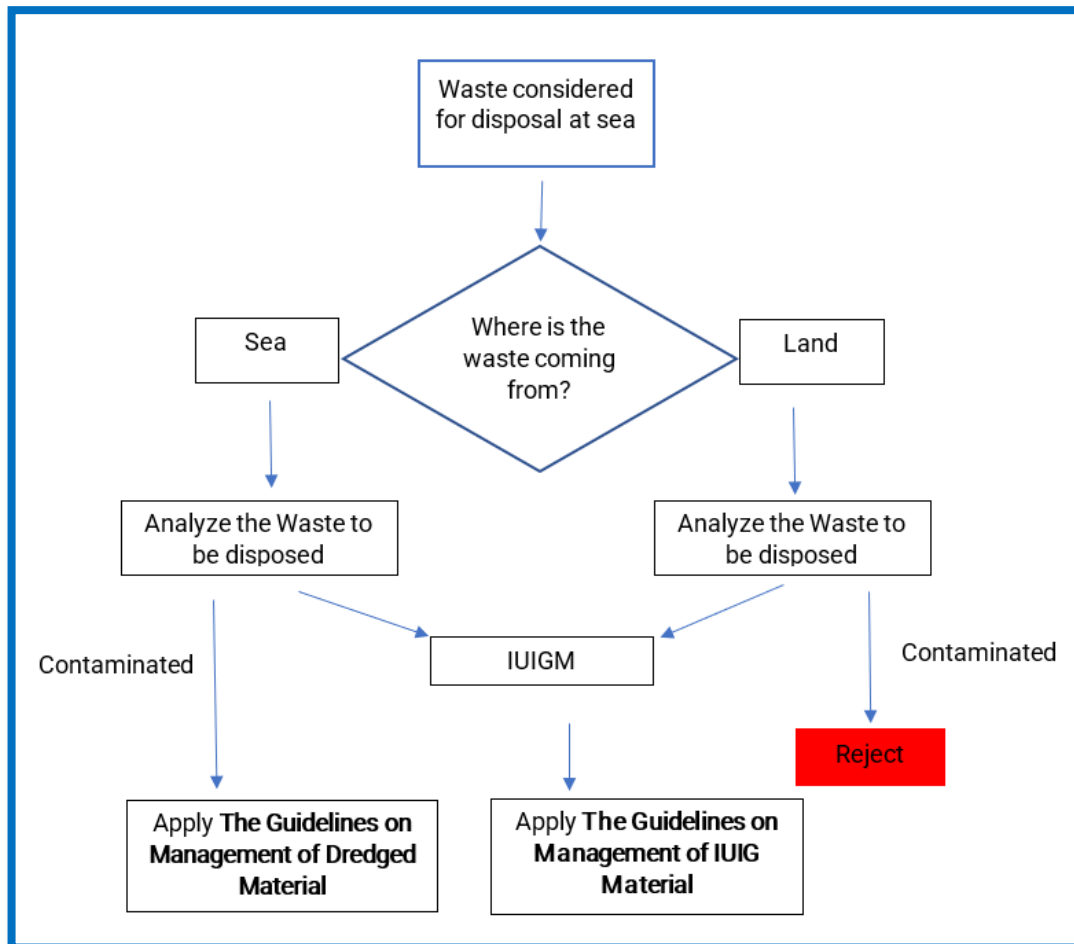 Waste considered
for disposal at sea
Where is the
waste coming
from?
Sea
Land
Analyze the Waste to
be disposed
Analyze the Waste to
be disposed
IUIGM
Contaminated
Contaminated
Reject
Apply The Guidelines on
Management of Dredged
Material
Apply The Guidelines on
Management of IUIG
Material